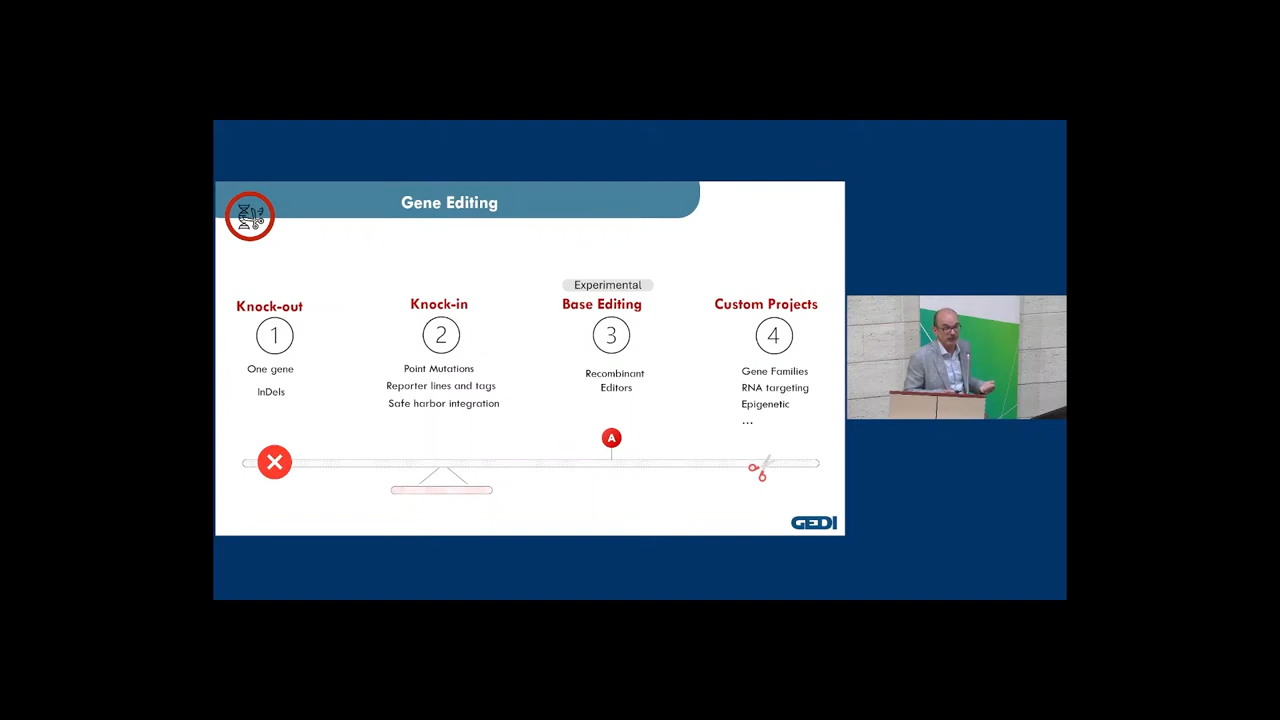 Gene Editing
Knock-out
1
One gene
InDels
Knock-in
2
Point Mutations
Reporter lines and tags
Safe harbor integration
Experimental
Base Editing
3
Recombinant
Editors
Custom Projects
4
Gene Families
RNA targeting
Epigenetic
...
A
GEDI